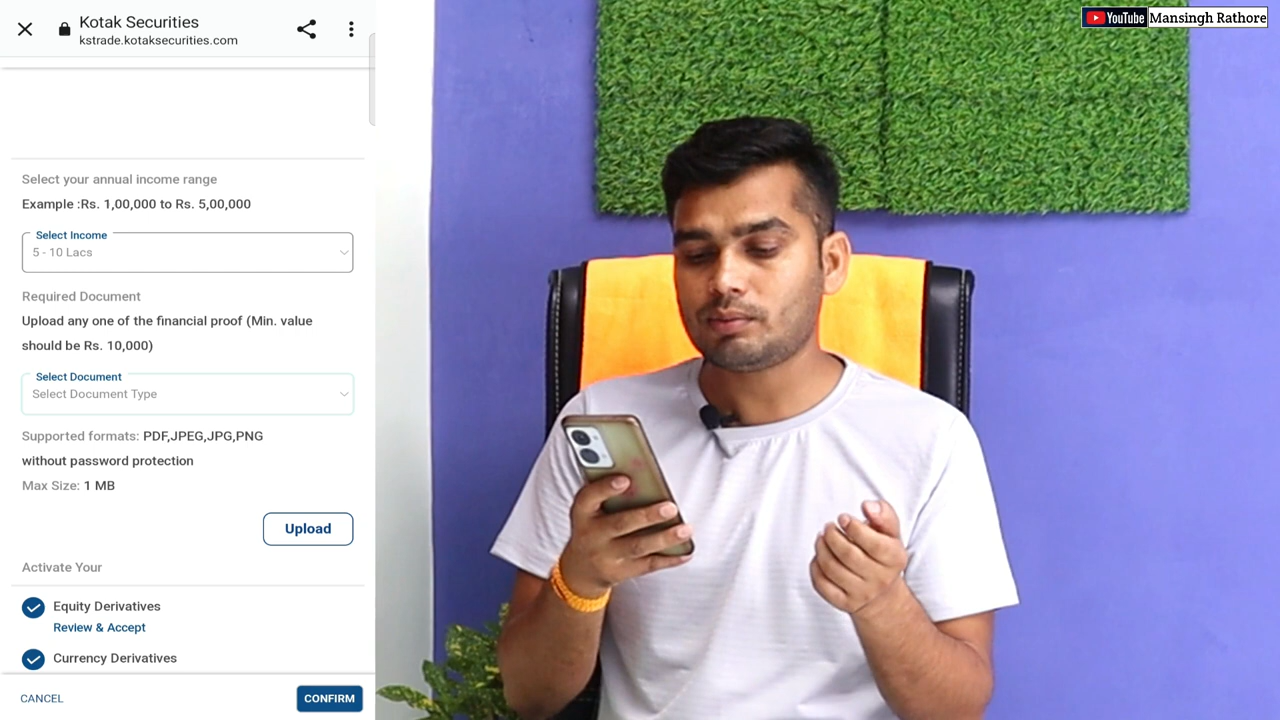 Kotak Securities
kstrade.kotaksecurities.com
Select your annual income range
Example :Rs. 1,00,000 to Rs. 5,00,000
Select Income
5 - 10 Lacs
Required Document
Upload any one of the financial proof (Min. value
should be Rs. 10,000)
Select Document
Select Document Type
Supported formats: PDF,JPEG,JPG,PNG
without password protection
Max Size: 1 MB
Upload
Activate Your
Equity Derivatives
Review & Accept
Currency Derivatives
CANCEL
CONFIRM
YouTube Mansingh Rathore